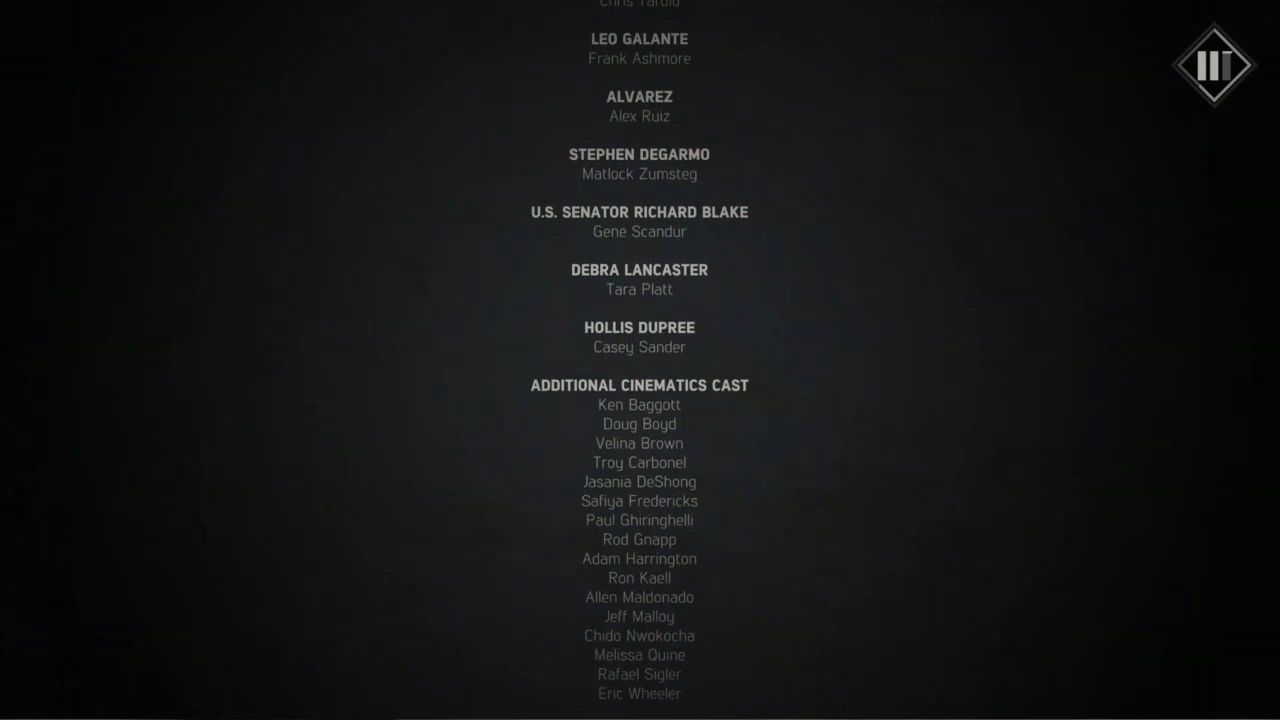 LEO GALANTE
Frank Ashmore
ALVAREZ
Alex Ruiz
STEPHEN DEGARMO
Matlock Zumsteg
U.S. SENATOR RICHARD BLAKE
Gene Scandur
DEBRA LANCASTER
Tara Platt
HOLLIS DUPREE
Casey Sander
ADDITIONAL CINEMATICS CAST
Ken Baggott
Doug Boyd
Velina Brown
Troy Carbonel
Jasania DeShong
Safiya Fredericks
Paul Ghiringhelli
Rod Gnapp
Adam Harrington
Ron Kaell
Allen Maldonado
Jeff Malloy
Chido Nwokocha
Melissa Quine
Rafael Sigler
Eric Wheeler